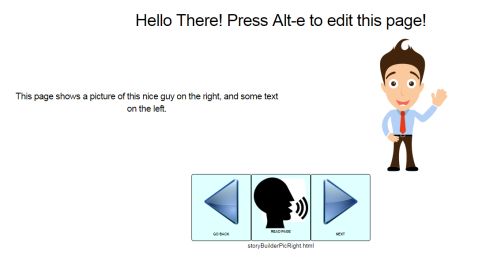 Hello There! Press Alt-e to edit this page!
This page shows a picture of this nice guy on the right, and some text
on the left.
GO BACK
READ PAGE
NEXT
storyBuilderPicRight.html